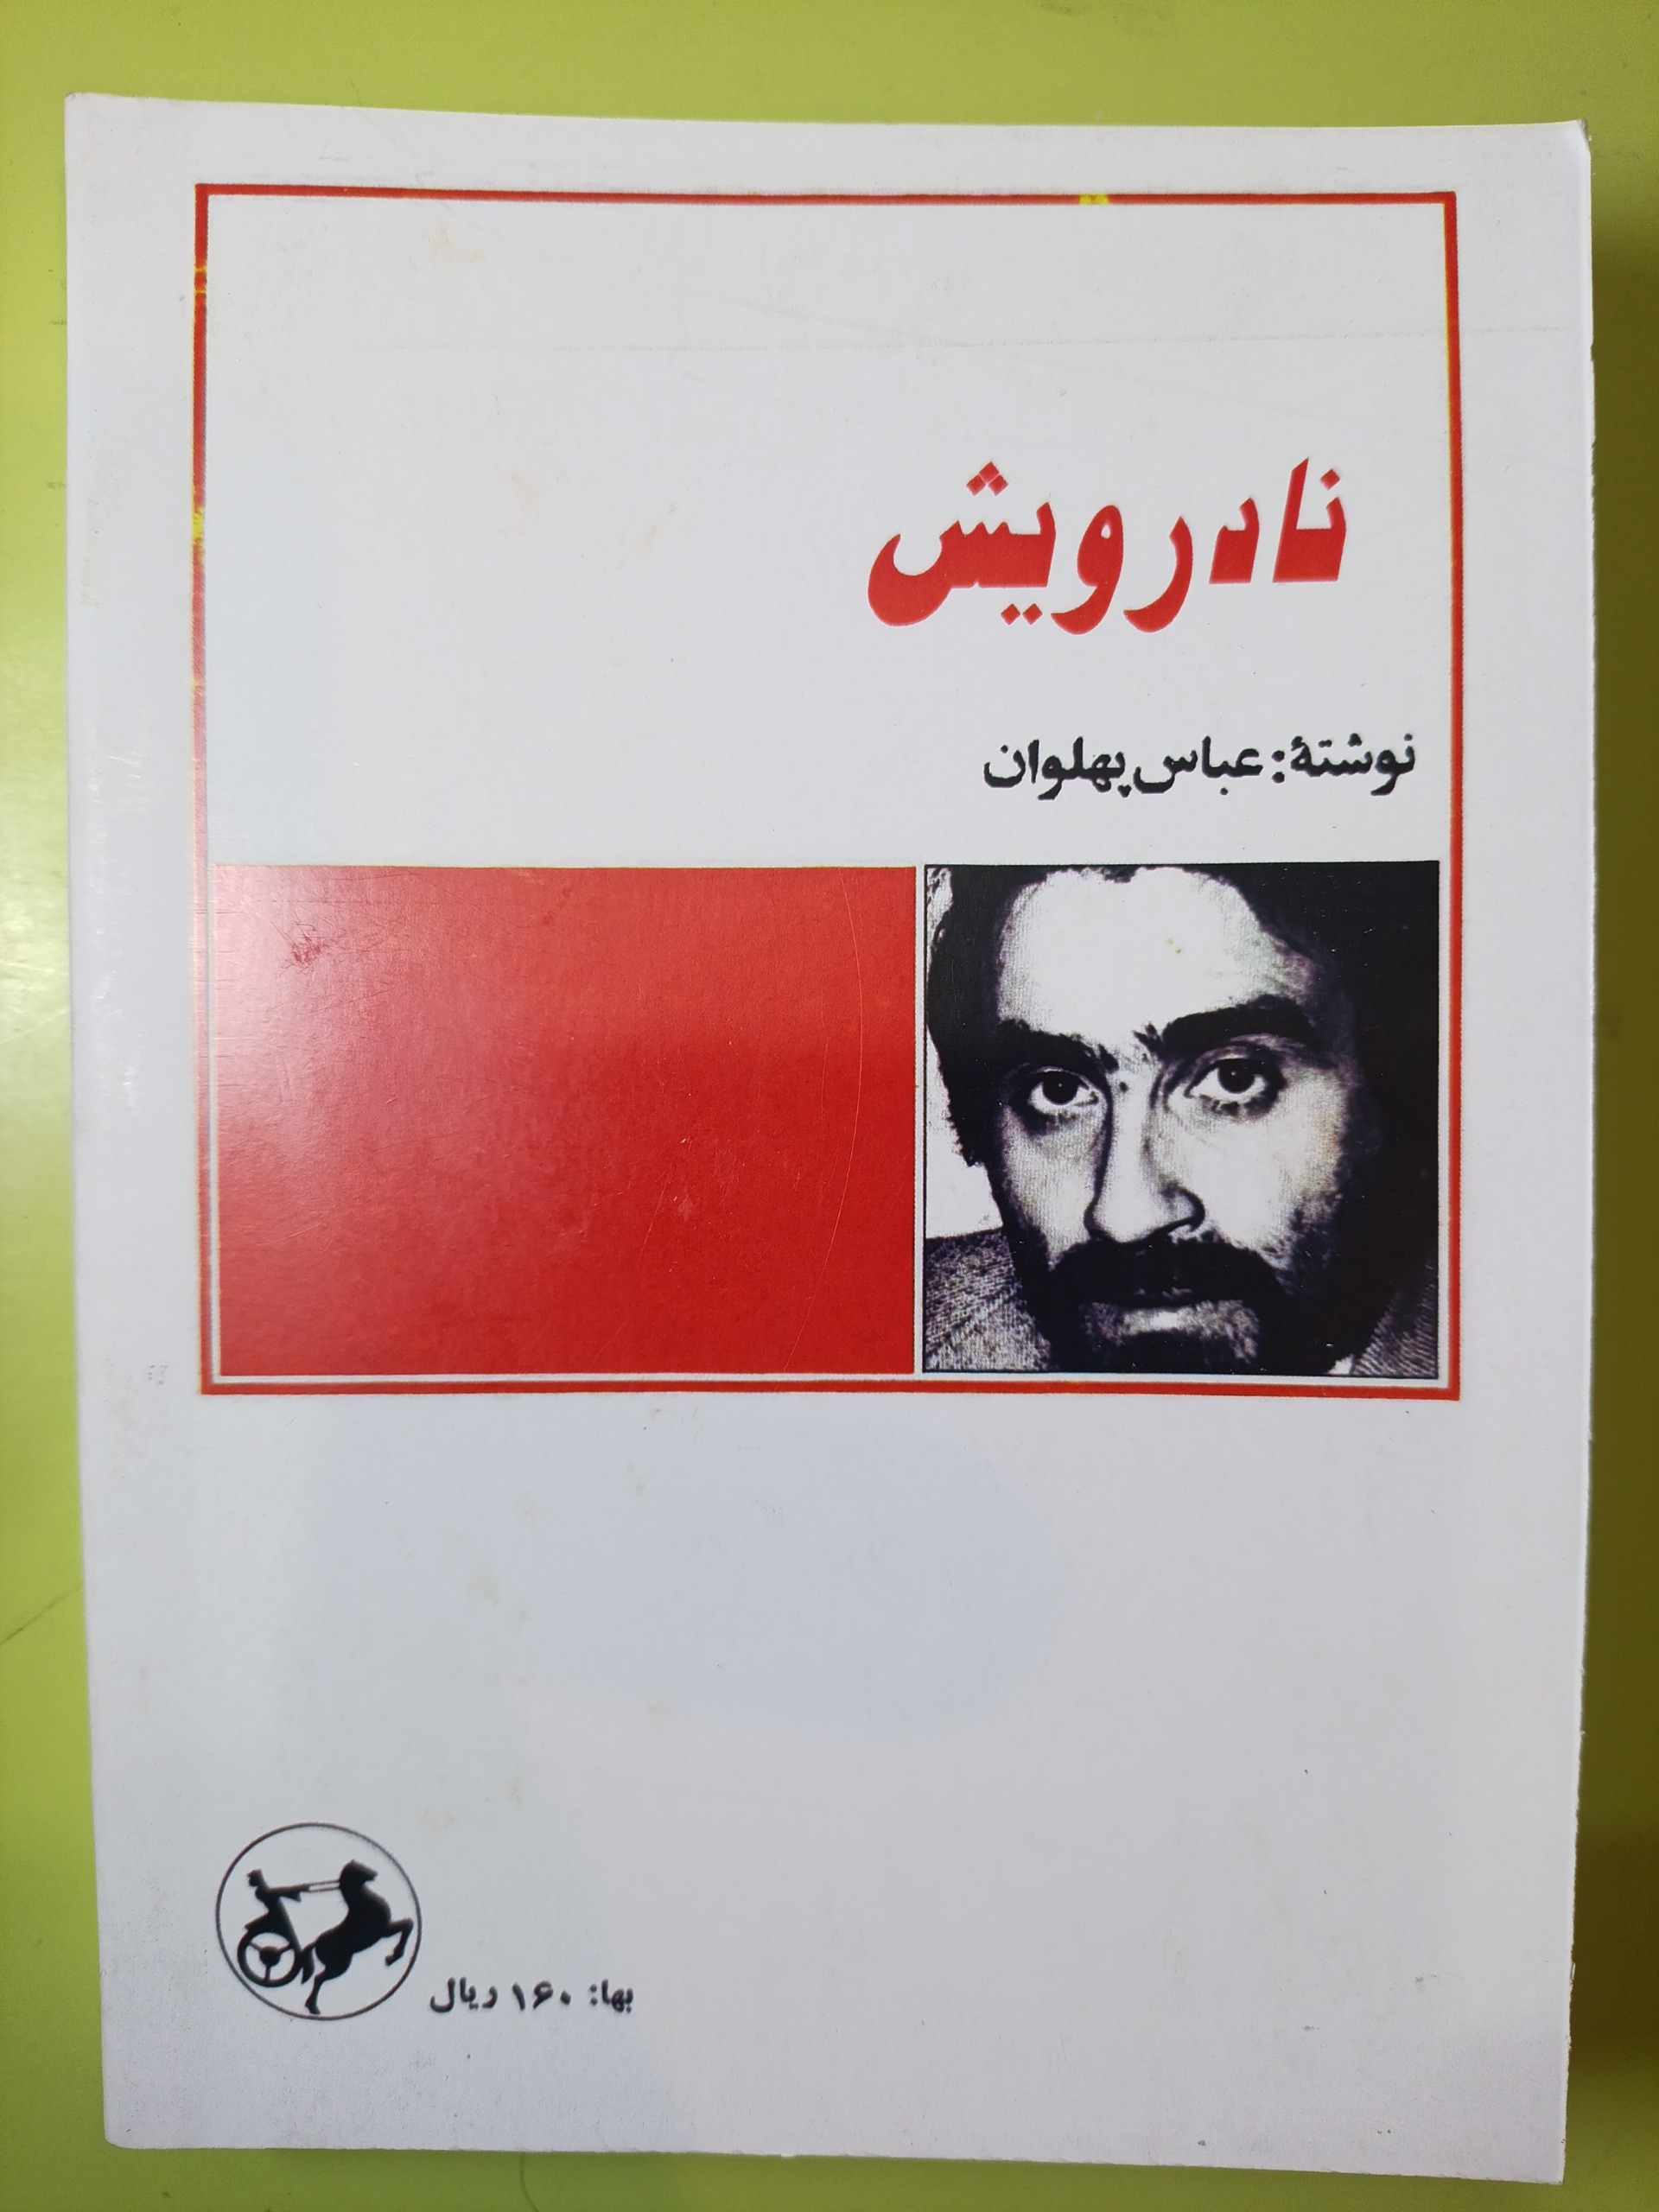 نادرویش
نوشتهٔ: عباس پهلوان
بها: ۱۶۰ ریال